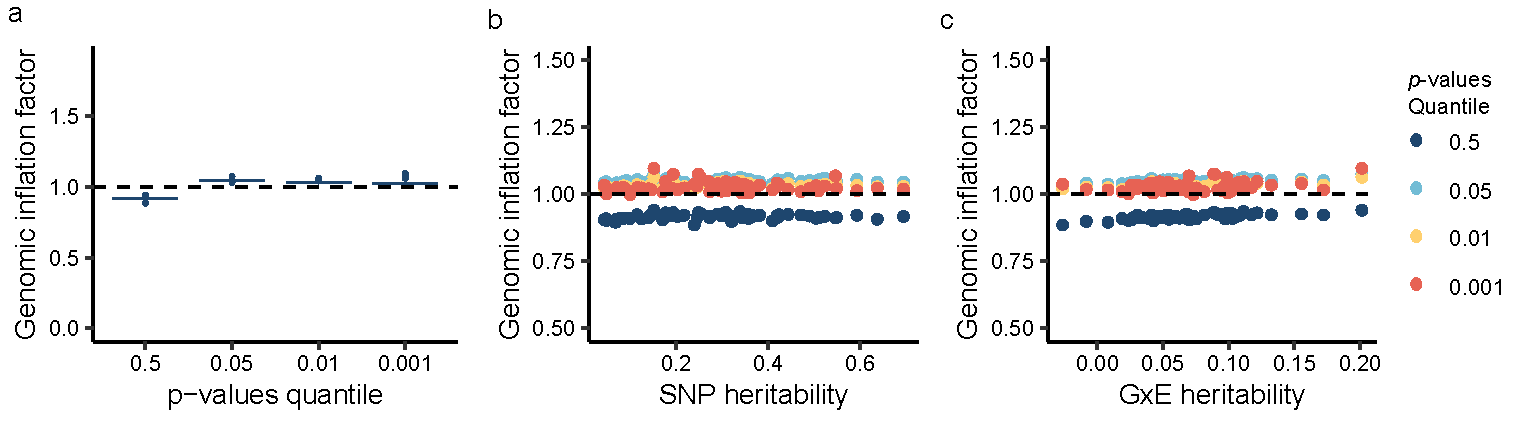 a
Genomic inflation factor
1.5
1.0
0.5
0.0
0.5 0.05 0.01 0.001
p−values quantile
b
Genomic inflation factor
1.50
1.25
1.00
0.75
0.50
0.2 0.4 0.6
SNP heritability
c
Genomic inflation factor
1.50
1.25
1.00
0.75
0.50
0.00 0.05 0.10 0.15 0.20
GxE heritability
p-values
Quantile
0.5
0.05
0.01
0.001